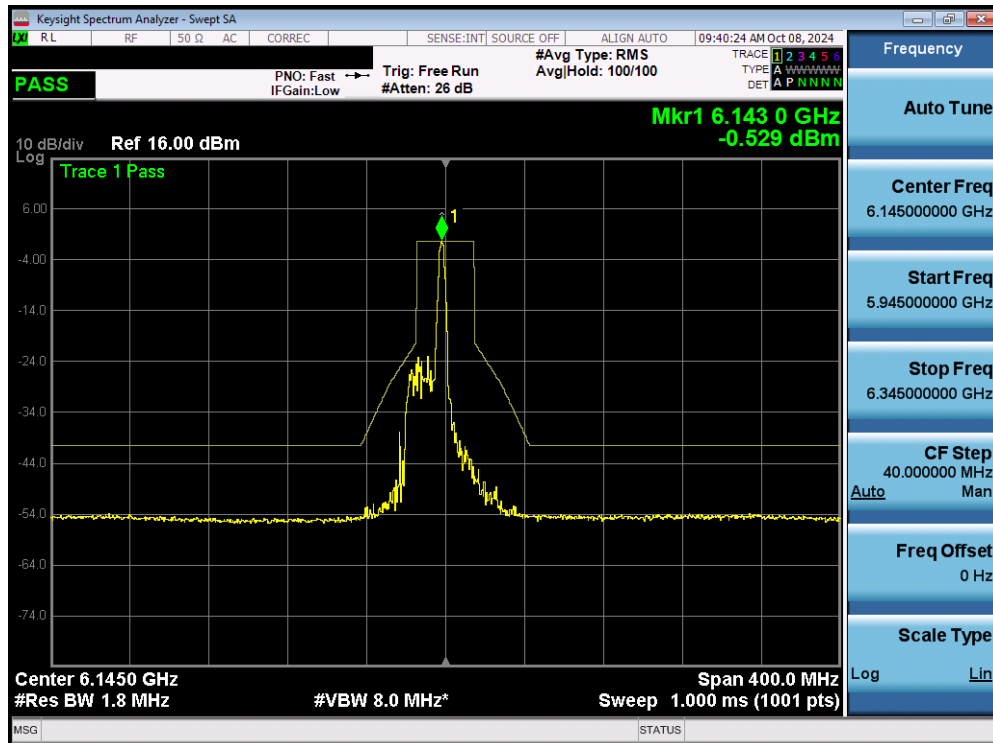 Keysight Spectrum Analyzer - Swept SA
LXI RL RF 50 Ω AC CORREC SENSE:INT SOURCE OFF ALIGN AUTO 09:40:24 AM Oct 08, 2024
PASS
PNO: Fast
IFGain:Low
Trig: Free Run
#Atten: 26 dB
#Avg Type: RMS
Avg|Hold: 100/100
TRACE 1 2 3 4 5 6
TYPE A WWWWW
DET A P N N N N
Mkr1 6.143 0 GHz
-0.529 dBm
10 dB/div Ref 16.00 dBm
Log
Trace 1 Pass
1
6.00
-4.00
-14.0
-24.0
-34.0
-44.0
-54.0
-64.0
-74.0
Center 6.1450 GHz Span 400.0 MHz
#Res BW 1.8 MHz #VBW 8.0 MHz* Sweep 1.000 ms (1001 pts)
MSG STATUS
Frequency
Auto Tune
Center Freq
6.145000000 GHz
Start Freq
5.945000000 GHz
Stop Freq
6.345000000 GHz
CF Step
40.000000 MHz
Auto Man
Freq Offset
0 Hz
Scale Type
Log Lin